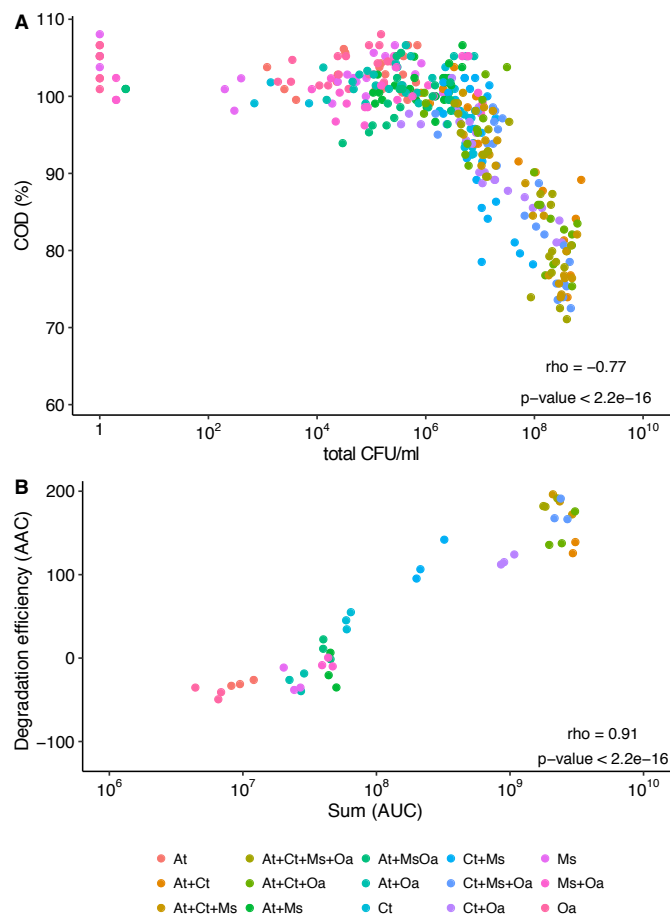 A
110
100
90
80
70
60
COD (%)
rho = −0.77
p-value < 2.2e−16
1 10² 10⁴ 10⁶ 10⁸ 10¹⁰
total CFU/ml
B
200
100
0
−100
Degradation efficiency (AAC)
rho = 0.91
p-value < 2.2e−16
10⁶ 10⁷ 10⁸ 10⁹ 10¹⁰
Sum (AUC)
At At+Ct+Ms+Oa At+MsOa Ct+Ms Ms
At+Ct At+Ct+Oa At+Oa Ct+Ms+Oa Ms+Oa
At+Ct+Ms At+Ms Ct Ct+Oa Oa